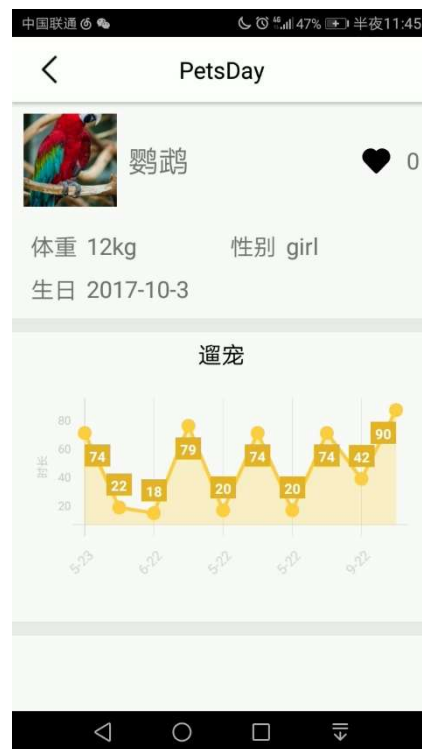 中国联通 46 47% 半夜11:45
PetsDay
鹦鹉 0
体重 12kg 性别 girl
生日 2017-10-3
遛宠
80
60
40
20
时长
74 22 18 79 20 74 20 74 42 90
5-23 6-22 5-22 5-22 9-22